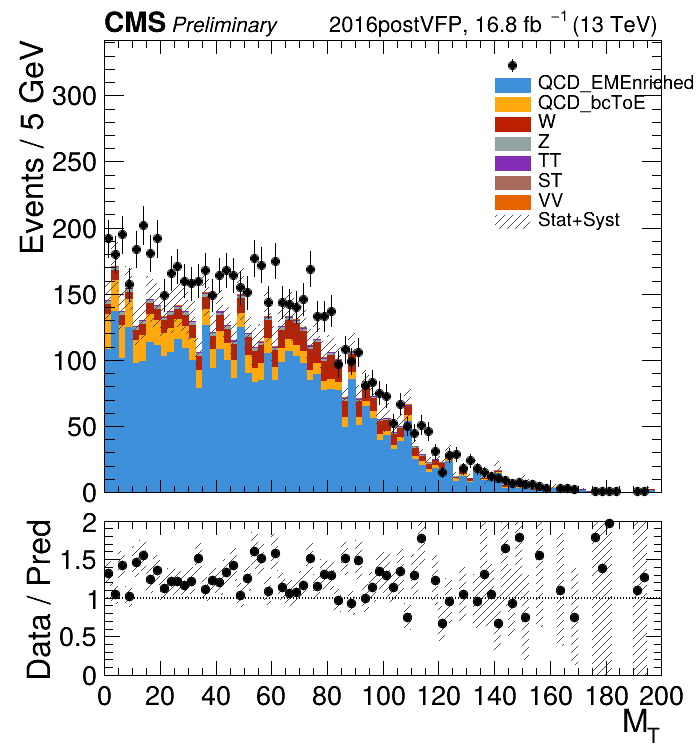 CMS Preliminary 2016postVFP, 16.8 fb⁻¹ (13 TeV)
Events / 5 GeV
300
250
200
150
100
50
0
QCD_EMEnriched
QCD_bcToE
W
Z
TT
ST
VV
Stat+Syst
Data / Pred
2
1.5
1
0.5
0
0 20 40 60 80 100 120 140 160 180 200
M_T